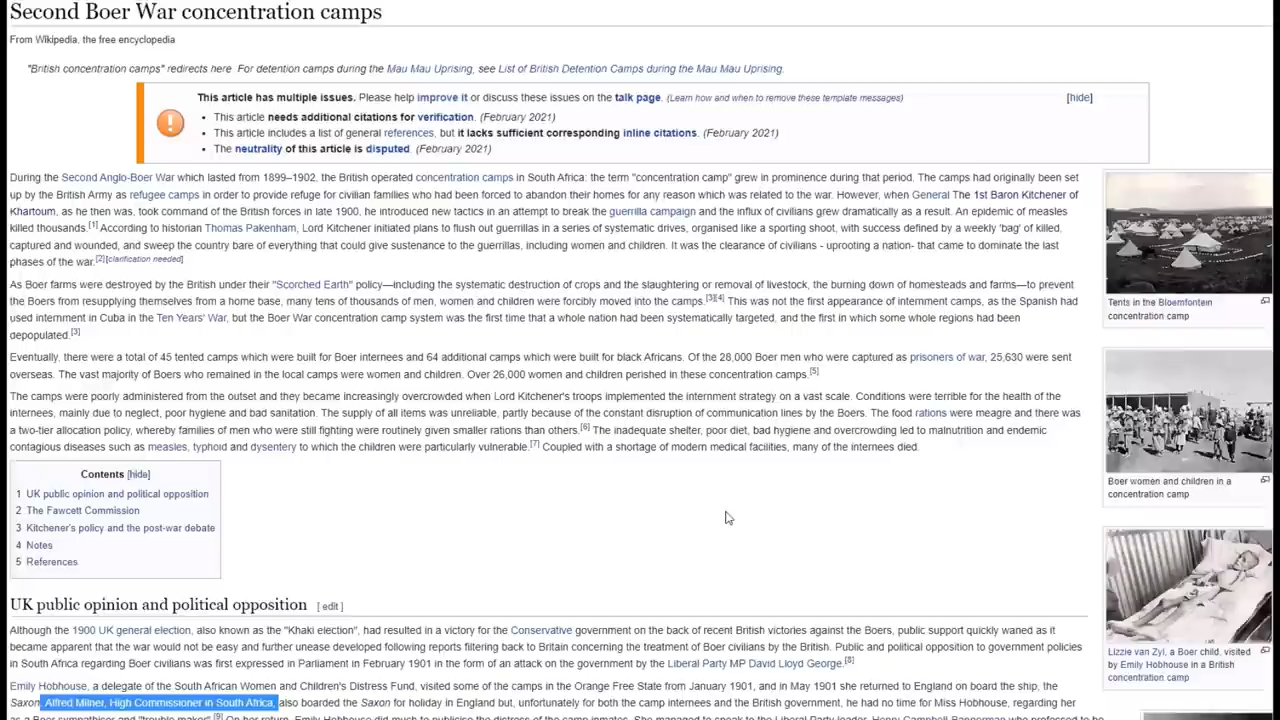 Second Boer War concentration camps
From Wikipedia, the free encyclopedia
"British concentration camps" redirects here For detention camps during the Mau Mau Uprising, see List of British Detention Camps during the Mau Mau Uprising.
This article has multiple issues. Please help improve it or discuss these issues on the talk page. (Learn how and when to remove these template messages) [hide]
• This article needs additional citations for verification. (February 2021)
• This article includes a list of general references, but it lacks sufficient corresponding inline citations. (February 2021)
• The neutrality of this article is disputed (February 2021)
During the Second Anglo-Boer War which lasted from 1899–1902, the British operated concentration camps in South Africa: the term "concentration camp" grew in prominence during that period. The camps had originally been set
up by the British Army as refugee camps in order to provide refuge for civilian families who had been forced to abandon their homes for any reason which was related to the war. However, when General The 1st Baron Kitchener of
Khartoum, as he then was, took command of the British forces in late 1900, he introduced new tactics in an attempt to break the guerrilla campaign and the influx of civilians grew dramatically as a result. An epidemic of measles
killed thousands.[1] According to historian Thomas Pakenham, Lord Kitchener initiated plans to flush out guerrillas in a series of systematic drives, organised like a sporting shoot, with success defined by a weekly 'bag' of killed,
captured and wounded, and sweep the country bare of everything that could give sustenance to the guerrillas, including women and children. It was the clearance of civilians - uprooting a nation- that came to dominate the last
phases of the war.[2][clarification needed]
As Boer farms were destroyed by the British under their "Scorched Earth" policy—including the systematic destruction of crops and the slaughtering or removal of livestock, the burning down of homesteads and farms—to prevent
the Boers from resupplying themselves from a home base, many tens of thousands of men, women and children were forcibly moved into the camps.[3][4] This was not the first appearance of internment camps, as the Spanish had
used internment in Cuba in the Ten Years' War, but the Boer War concentration camp system was the first time that a whole nation had been systematically targeted, and the first in which some whole regions had been
depopulated.[3]
Eventually, there were a total of 45 tented camps which were built for Boer internees and 64 additional camps which were built for black Africans. Of the 28,000 Boer men who were captured as prisoners of war, 25,630 were sent
overseas. The vast majority of Boers who remained in the local camps were women and children. Over 26,000 women and children perished in these concentration camps.[5]
The camps were poorly administered from the outset and they became increasingly overcrowded when Lord Kitchener's troops implemented the internment strategy on a vast scale. Conditions were terrible for the health of the
internees, mainly due to neglect, poor hygiene and bad sanitation. The supply of all items was unreliable, partly because of the constant disruption of communication lines by the Boers. The food rations were meagre and there was
a two-tier allocation policy, whereby families of men who were still fighting were routinely given smaller rations than others.[6] The inadequate shelter, poor diet, bad hygiene and overcrowding led to malnutrition and endemic
contagious diseases such as measles, typhoid and dysentery to which the children were particularly vulnerable.[7] Coupled with a shortage of modern medical facilities, many of the internees died.
Tents in the Bloemfontein
concentration camp
Boer women and children in a
concentration camp
Lizzie van Zyl, a Boer child, visited
by Emily Hobhouse in a British
concentration camp
Contents [hide]
1 UK public opinion and political opposition
2 The Fawcett Commission
3 Kitchener's policy and the post-war debate
4 Notes
5 References
UK public opinion and political opposition [ edit ]
Although the 1900 UK general election, also known as the "Khaki election", had resulted in a victory for the Conservative government on the back of recent British victories against the Boers, public support quickly waned as it
became apparent that the war would not be easy and further unease developed following reports filtering back to Britain concerning the treatment of Boer civilians by the British. Public and political opposition to government policies
in South Africa regarding Boer civilians was first expressed in Parliament in February 1901 in the form of an attack on the government by the Liberal Party MP David Lloyd George.[8]
Emily Hobhouse, a delegate of the South African Women and Children's Distress Fund, visited some of the camps in the Orange Free State from January 1901, and in May 1901 she returned to England on board the ship, the
Saxon Alfred Milner, High Commissioner in South Africa, also boarded the Saxon for holiday in England but, unfortunately for both the camp internees and the British government, he had no time for Miss Hobhouse, regarding her
as a Boer sympathiser and "trouble maker".[9] On her return, Emily Hobhouse did much to publicise the distress of the camp inmates. She managed to speak to the Liberal Party leader, Henry Campbell-Bannerman who professed to be